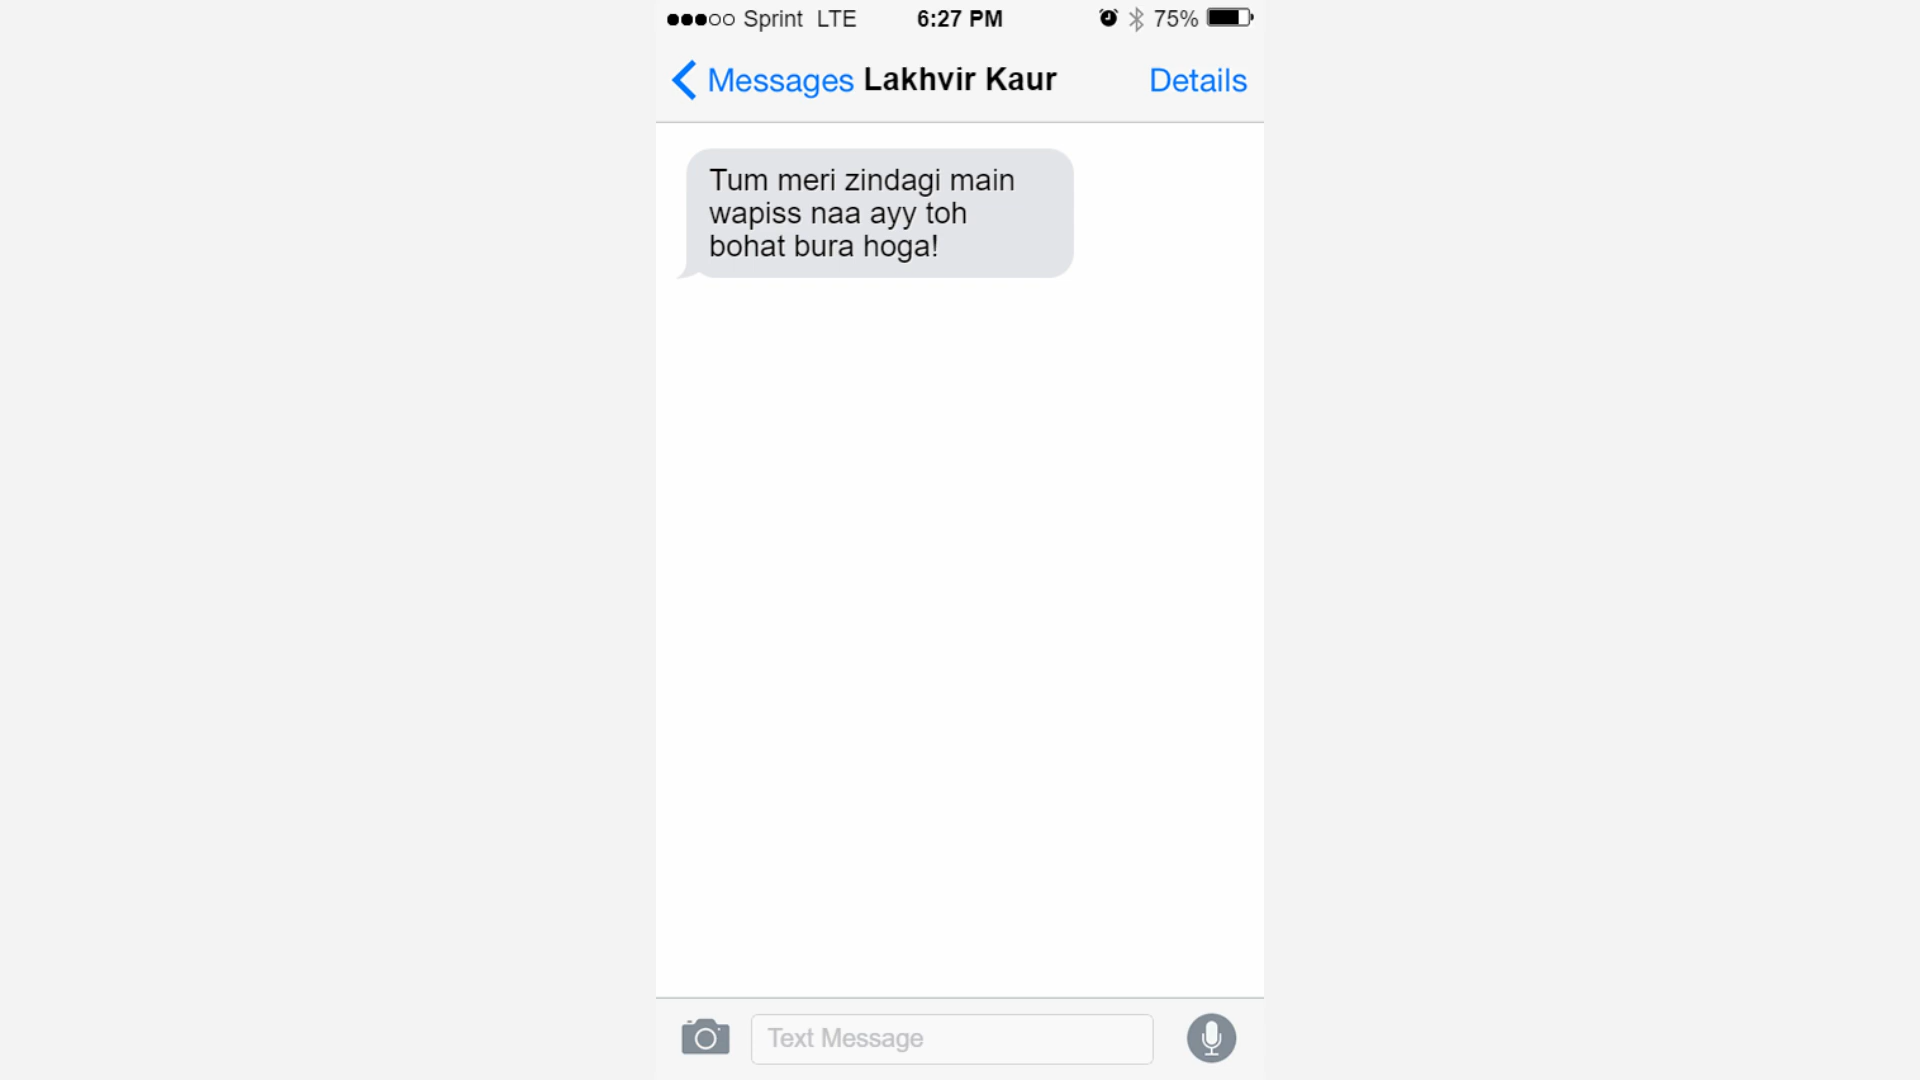 Sprint LTE 6:27 PM 75%
Messages Lakhvir Kaur Details
Tum meri zindagi main
wapiss naa ayy toh
bohat bura hoga!
Text Message